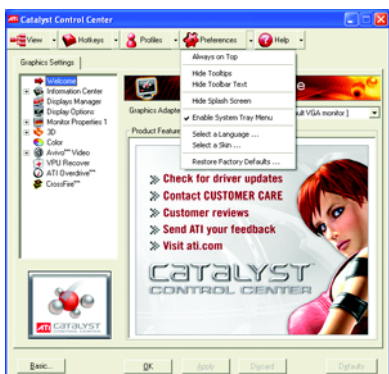 Catalyst Control Center
View Hotkeys Profiles Preferences Help
Always on Top
Hide Tooltips
Hide Toolbar Text
Hide Splash Screen
Enable System Tray Menu
Select a Language ...
Select a Skin ...
Restore Factory Defaults ...
Graphics Settings
Welcome
Information Center
Displays Manager
Display Options
Monitor Properties 1
3D
Color
Avivo™ Video
VPU Recover
ATI Overdrive™
CrossFire™
e
Graphics Adapte
ult VGA monitor ]
Product Feature
Check for driver updates
Contact CUSTOMER CARE
Customer reviews
Send ATI your feedback
Visit ati.com
CATALYST
CONTROL CENTER
ATI CATALYST
Basic...
OK
Apply
Discard
Defaults